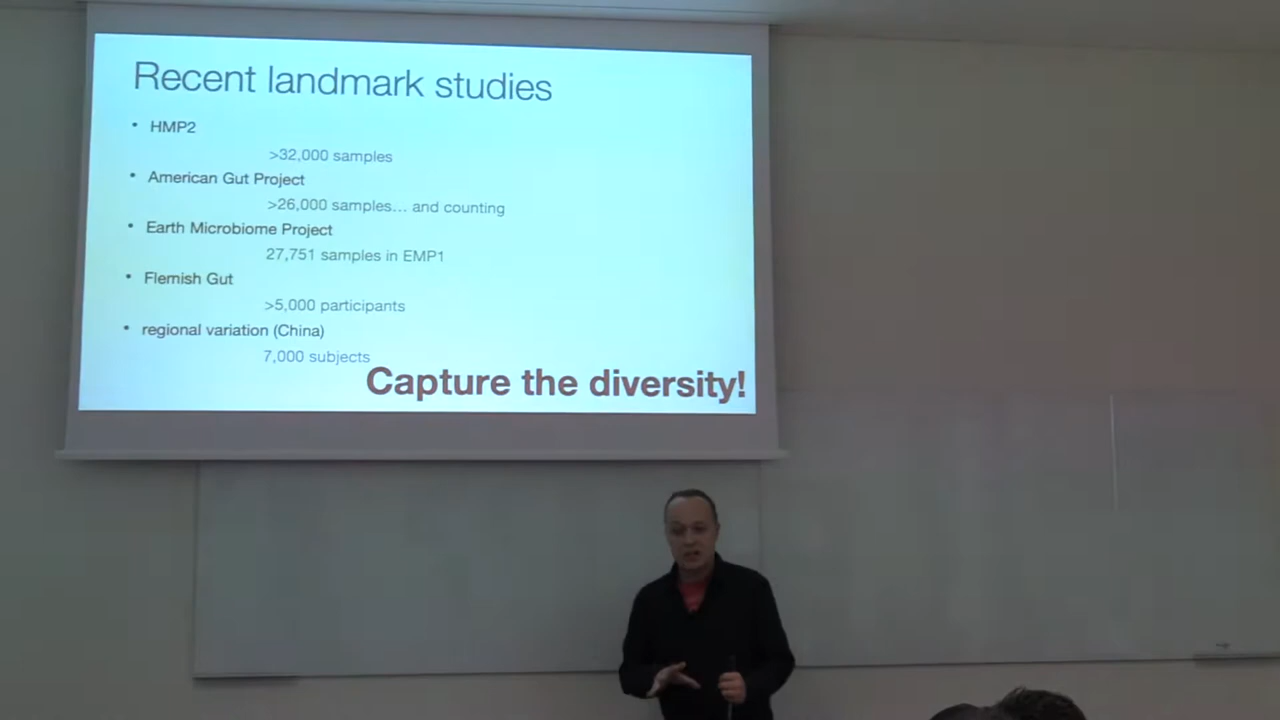 Recent landmark studies
• HMP2
>32,000 samples
• American Gut Project
>26,000 samples... and counting
• Earth Microbiome Project
27,751 samples in EMP1
• Flemish Gut
>5,000 participants
• regional variation (China)
7,000 subjects
Capture the diversity!